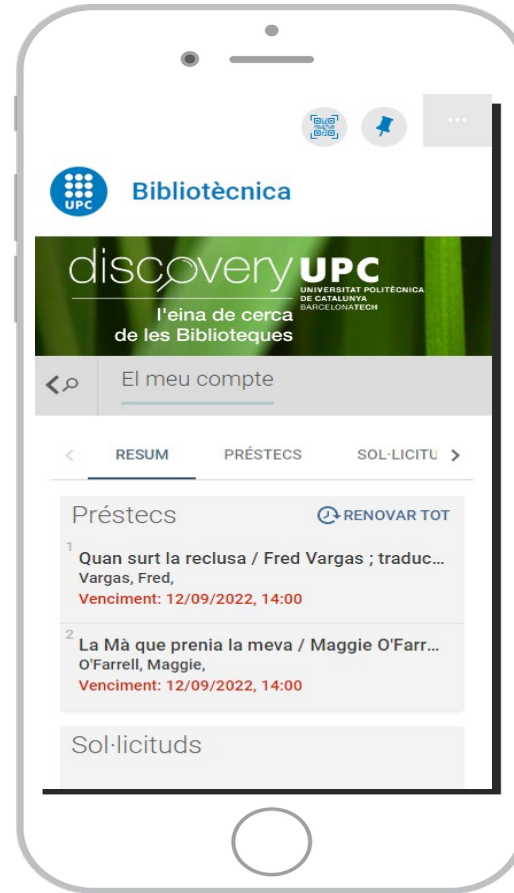 ...
UPC
Bibliotècnica
discovery UPC
UNIVERSITAT POLITÈCNICA
DE CATALUNYA
BARCELONATECH
l'eina de cerca
de les Biblioteques
El meu compte
RESUM PRÉSTECS SOL·LICITU
Préstecs RENOVAR TOT
1
Quan surt la reclusa / Fred Vargas ; traduc...
Vargas, Fred,
Venciment: 12/09/2022, 14:00
2
La Mà que prenia la meva / Maggie O'Farr...
O'Farrell, Maggie,
Venciment: 12/09/2022, 14:00
Sol·licituds